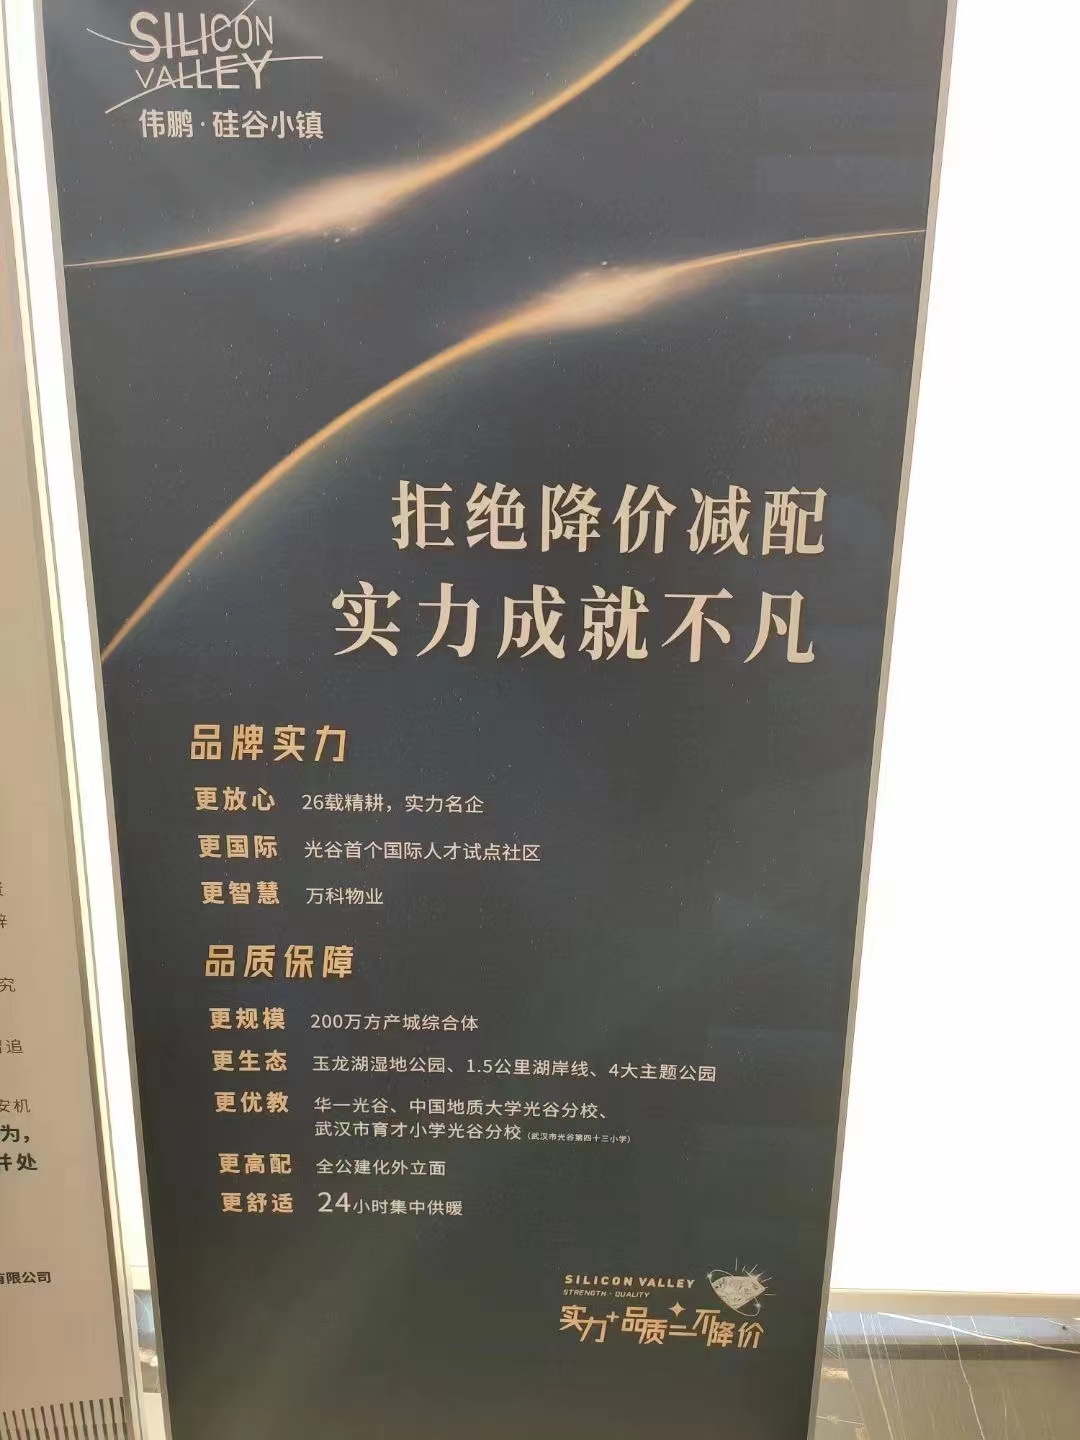 SILICON
VALLEY
伟鹏·硅谷小镇
拒绝降价减配
实力成就不凡
品牌实力
更放心 26载精耕，实力名企
更国际 光谷首个国际人才试点社区
更智慧 万科物业
品质保障
更规模 200万方产城综合体
更生态 玉龙湖湿地公园、1.5公里湖岸线、4大主题公园
更优教 华一光谷、中国地质大学光谷分校、
武汉市育才小学光谷分校（武汉市光谷第四十三小学）
更高配 全公建化外立面
更舒适 24小时集中供暖
SILICON VALLEY
STRENGTH · QUALITY
实力+品质=不降价
究
追
安机
为，
并处
有限公司